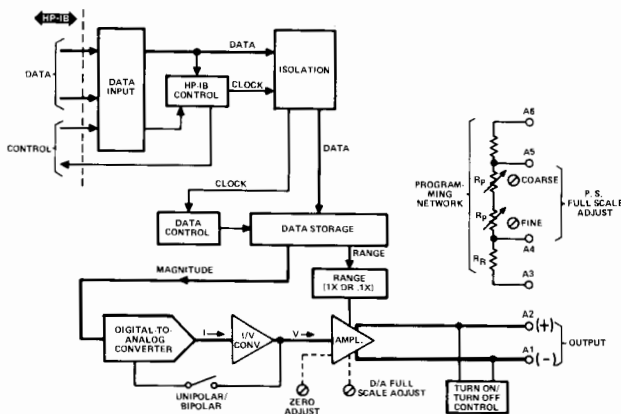 HP-IB
DATA
CONTROL
DATA
INPUT
DATA
HP-IB
CONTROL
CLOCK
ISOLATION
DATA
CLOCK
DATA
CONTROL
DATA STORAGE
RANGE
RANGE
(1X OR .1X)
MAGNITUDE
DIGITAL-TO-
ANALOG
CONVERTER
I
I/V
CONV.
V
AMPL.
UNIPOLAR/
BIPOLAR
ZERO
ADJUST
D/A FULL
SCALE ADJUST
A2 (+)
A1 (-)
OUTPUT
TURN ON/
TURN OFF
CONTROL
PROGRAM-
MING
NETWORK
A6
A5
RP
COARSE
RP
FINE
P.S.
FULL SCALE
ADJUST
A4
RR
A3